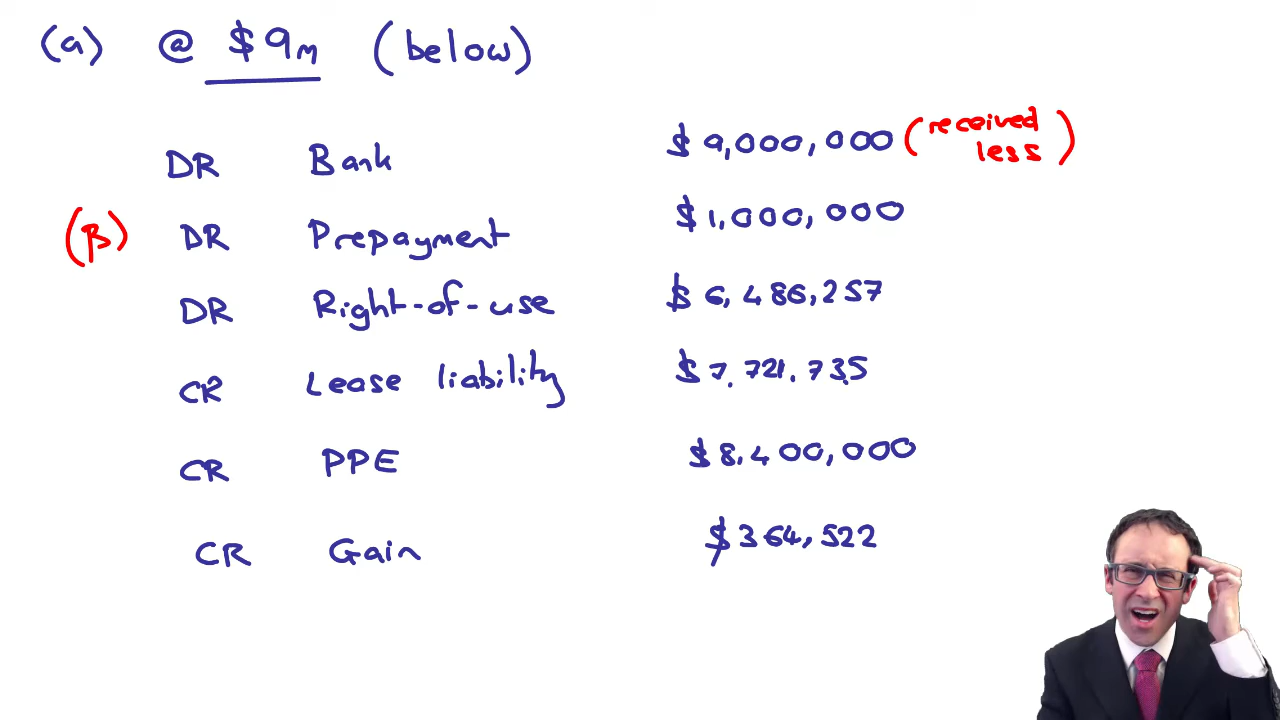 (a) @ $9m (below)
DR Bank $9,000,000 (received less)
(β) DR Prepayment $1,000,000
DR Right-of-use $6,486,257
CR Lease liability $7,721,735
CR PPE $8,400,000
CR Gain $364,522